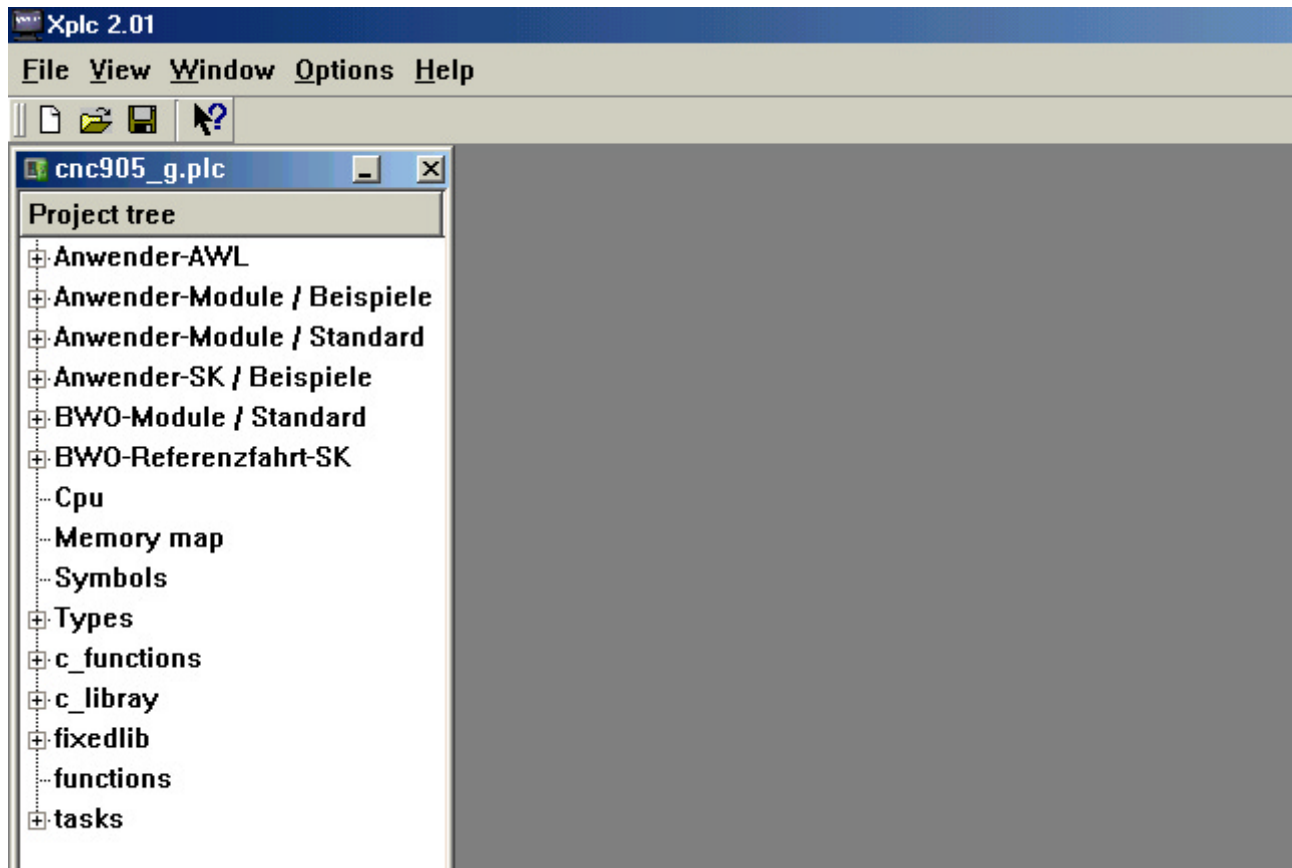 Xplc 2.01
File View Window Options Help
cnc905_g.plc
Project tree
Anwender-AWL
Anwender-Module / Beispiele
Anwender-Module / Standard
Anwender-SK / Beispiele
BWO-Module / Standard
BWO-Referenzfahrt-SK
Cpu
Memory map
Symbols
Types
c_functions
c_libray
fixedlib
functions
tasks